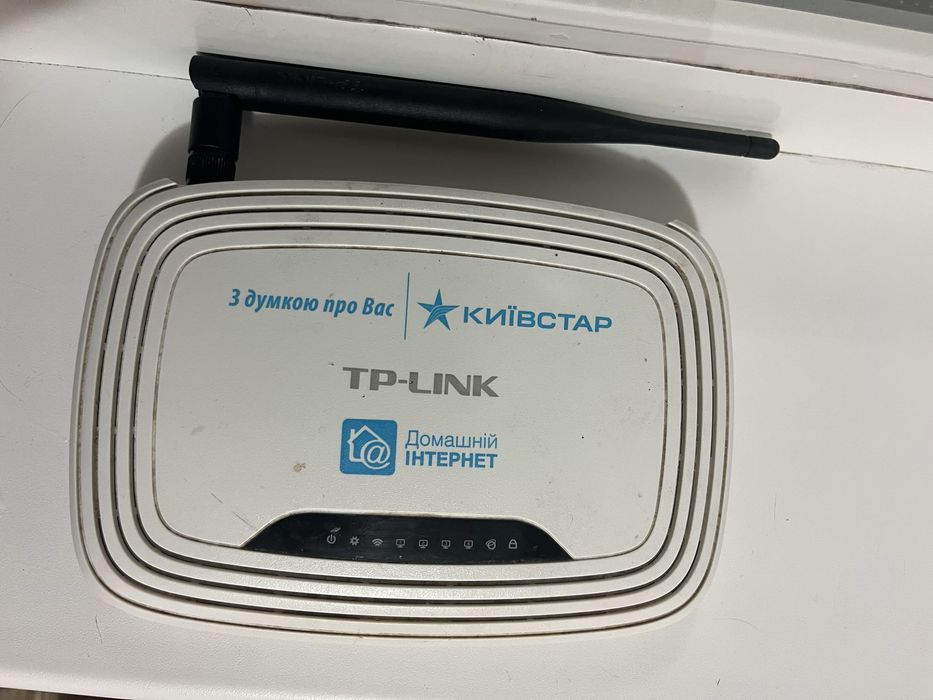 З думкою про Вас
КИЇВСТАР
TP-LINK
Домашній
ІНТЕРНЕТ